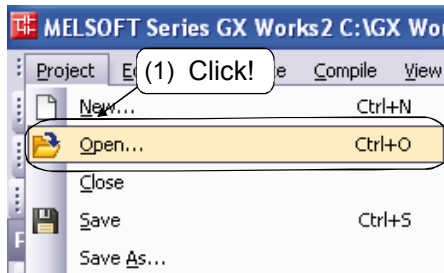 MELSOFT Series GX Works2 C:\GX Wo
Project (1) Click! Compile View
New... Ctrl+N
Open... Ctrl+O
Close
Save Ctrl+S
Save As...